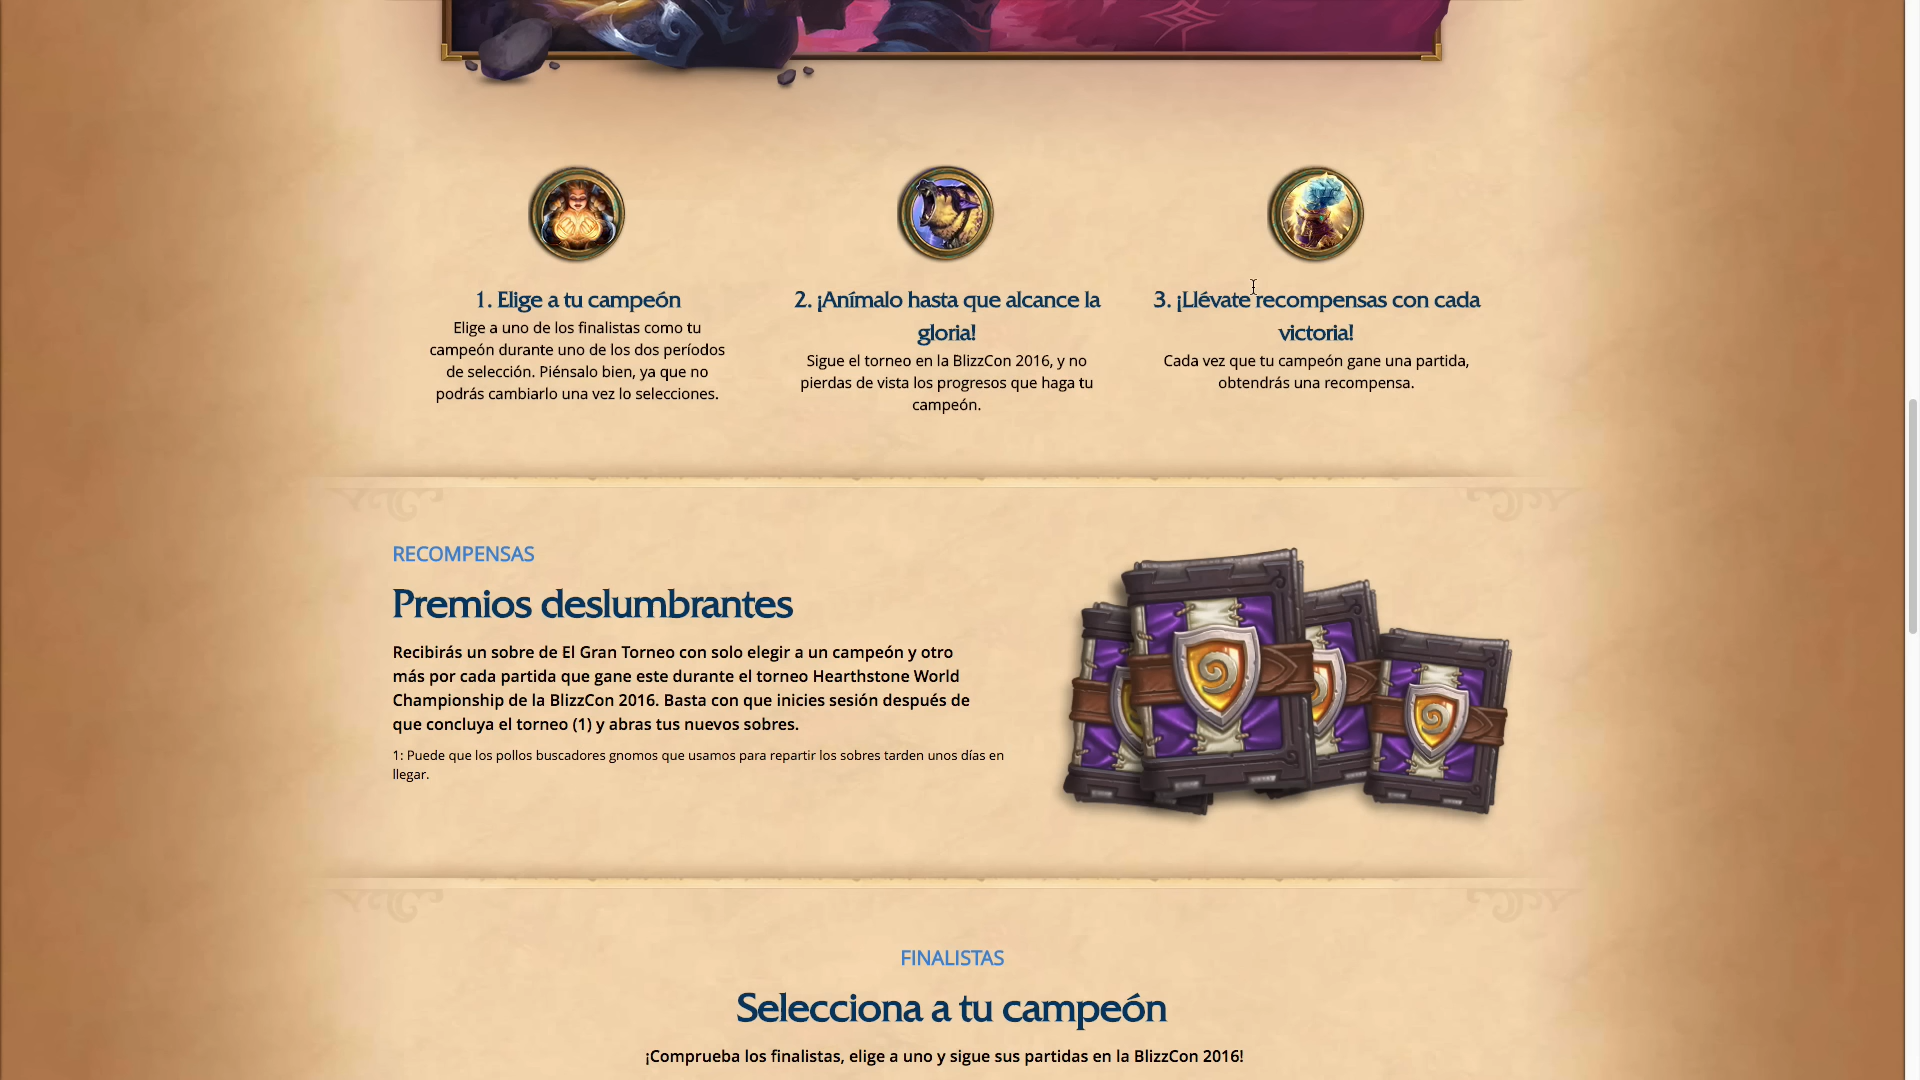 1. Elige a tu campeón
Elige a uno de los finalistas como tu
campeón durante uno de los dos períodos
de selección. Piénsalo bien, ya que no
podrás cambiarlo una vez lo selecciones.
2. ¡Anímalo hasta que alcance la
gloria!
Sigue el torneo en la BlizzCon 2016, y no
pierdas de vista los progresos que haga tu
campeón.
3. ¡Llévate recompensas con cada
victoria!
Cada vez que tu campeón gane una partida,
obtendrás una recompensa.
RECOMPENSAS
Premios deslumbrantes
Recibirás un sobre de El Gran Torneo con solo elegir a un campeón y otro
más por cada partida que gane este durante el torneo Hearthstone World
Championship de la BlizzCon 2016. Basta con que inicies sesión después de
que concluya el torneo (1) y abras tus nuevos sobres.
1: Puede que los pollos buscadores gnomos que usamos para repartir los sobres tarden unos días en
llegar.
FINALISTAS
Selecciona a tu campeón
¡Comprueba los finalistas, elige a uno y sigue sus partidas en la BlizzCon 2016!